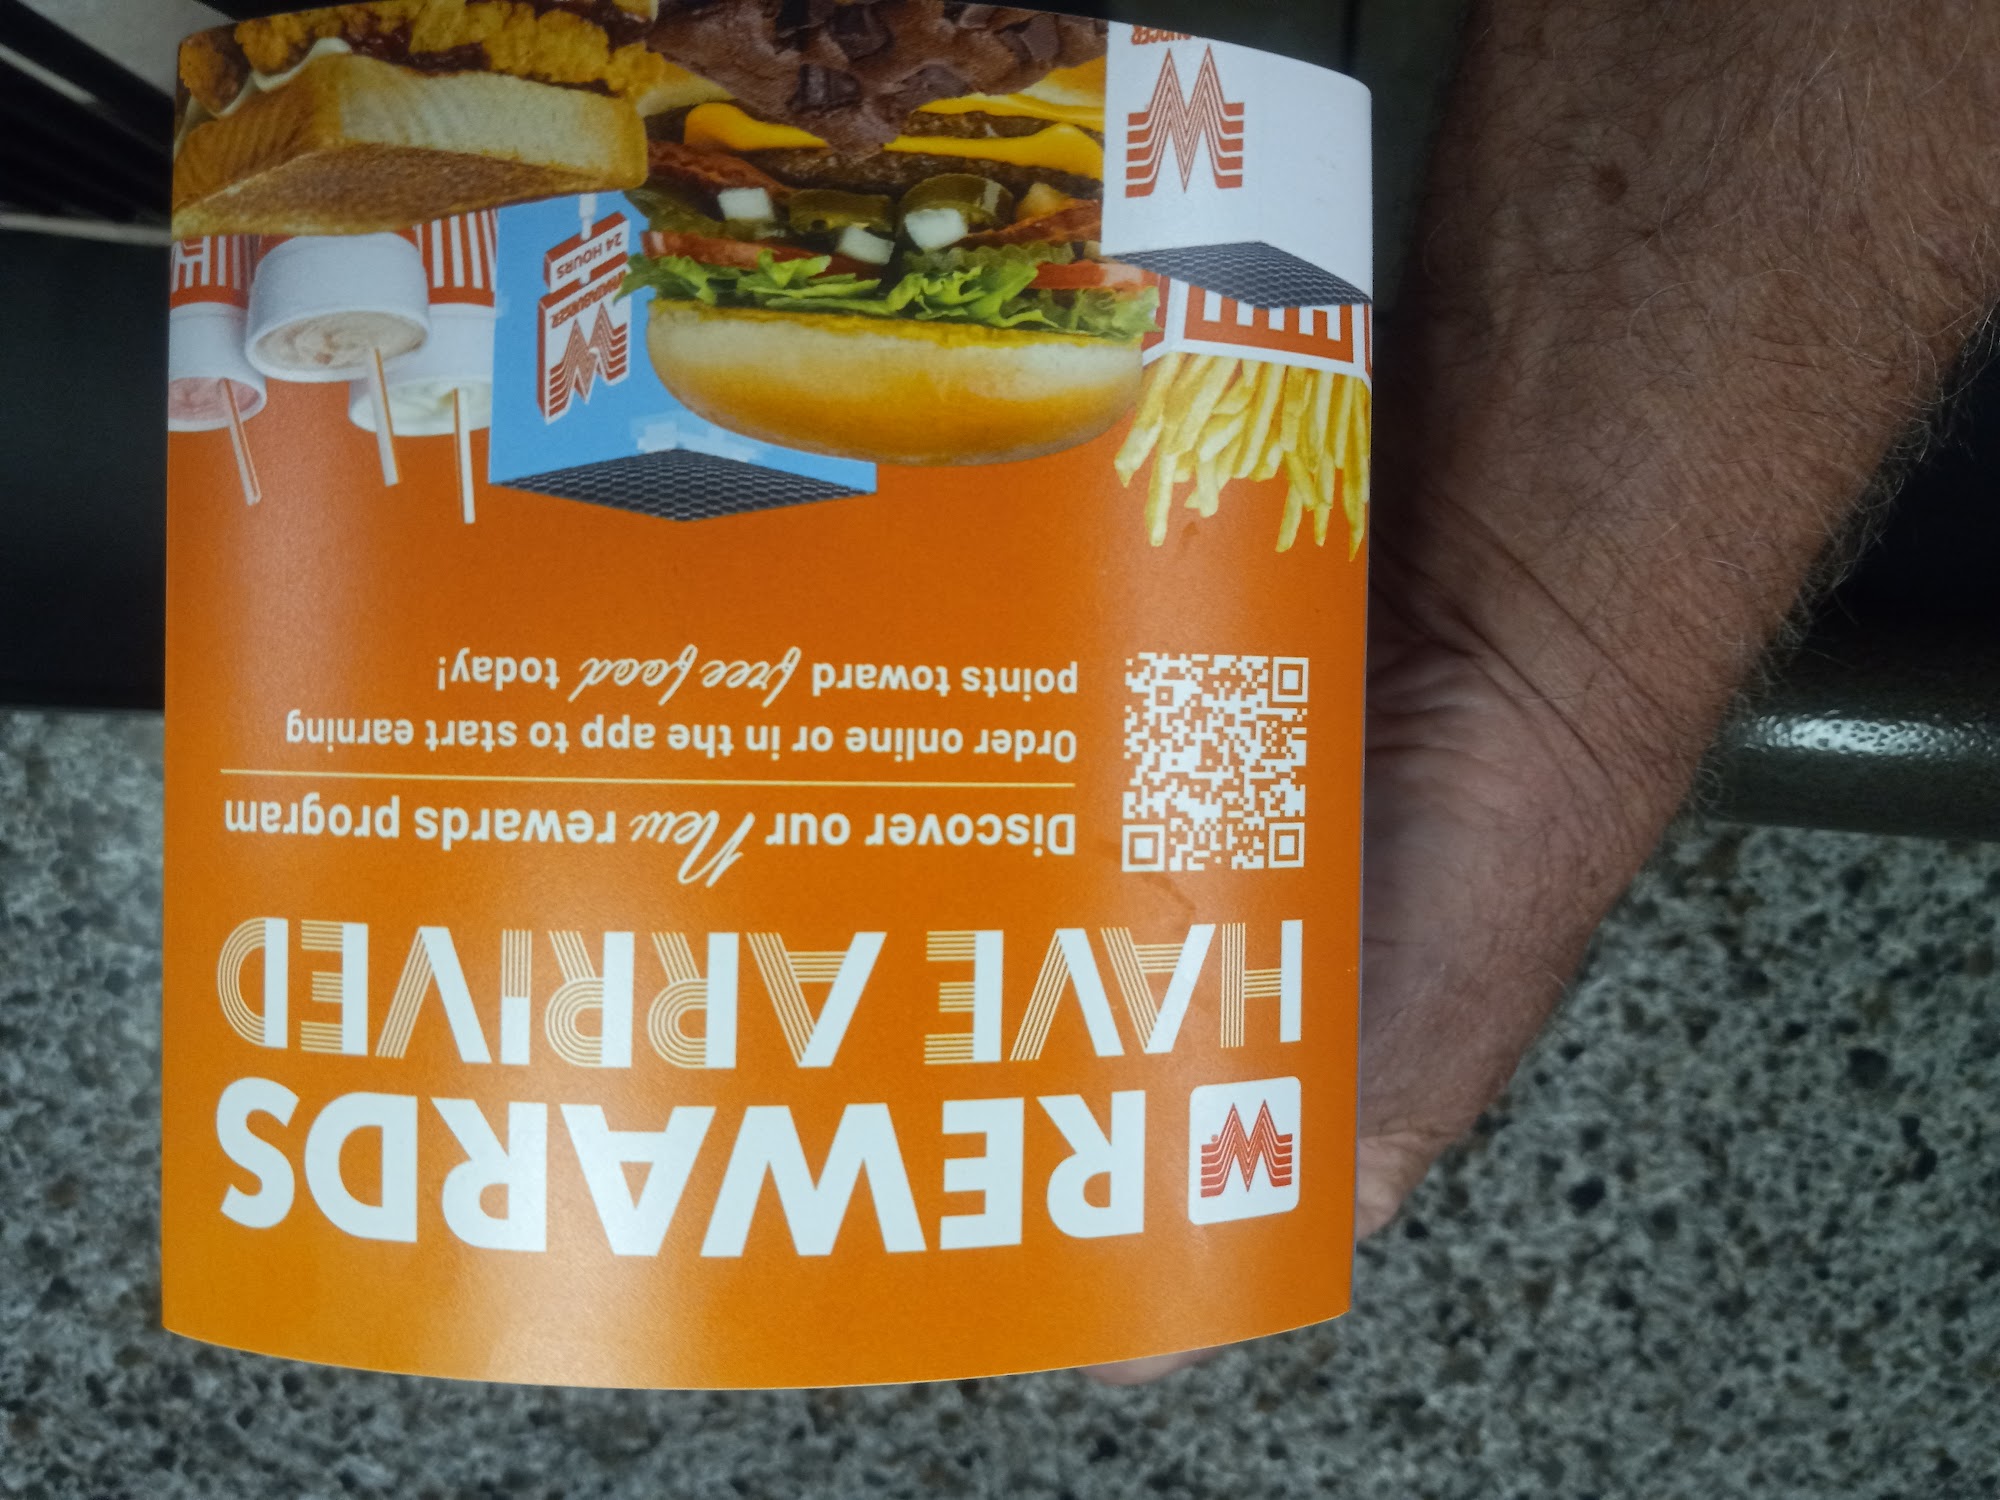 REWARDS
HAVE ARRIVED
Discover our New rewards program
Order online or in the app to start earning
points toward free food today!
WHATABURGER
24 HOURS